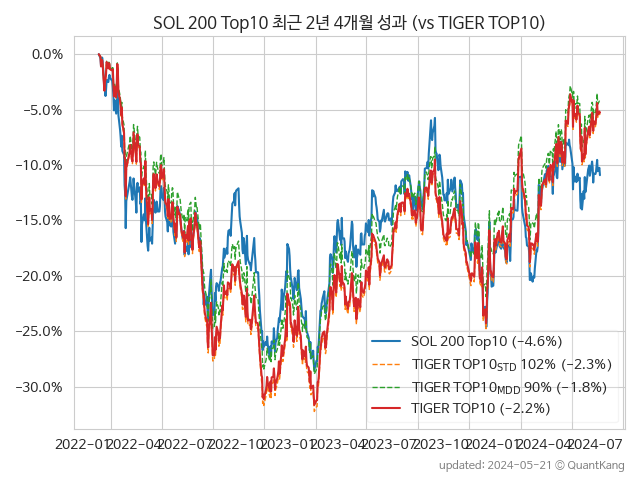 SOL 200 Top10 최근 2년 4개월 성과 (vs TIGER TOP10)
0.0%
−5.0%
−10.0%
−15.0%
−20.0%
−25.0%
−30.0%
SOL 200 Top10 (−4.6%)
TIGER TOP10STD 102% (−2.3%)
TIGER TOP10MDD 90% (−1.8%)
TIGER TOP10 (−2.2%)
2022-01 2022-04 2022-07 2022-10 2023-01 2023-04 2023-07 2023-10 2024-01 2024-04 2024-07
updated: 2024-05-21 © QuantKang